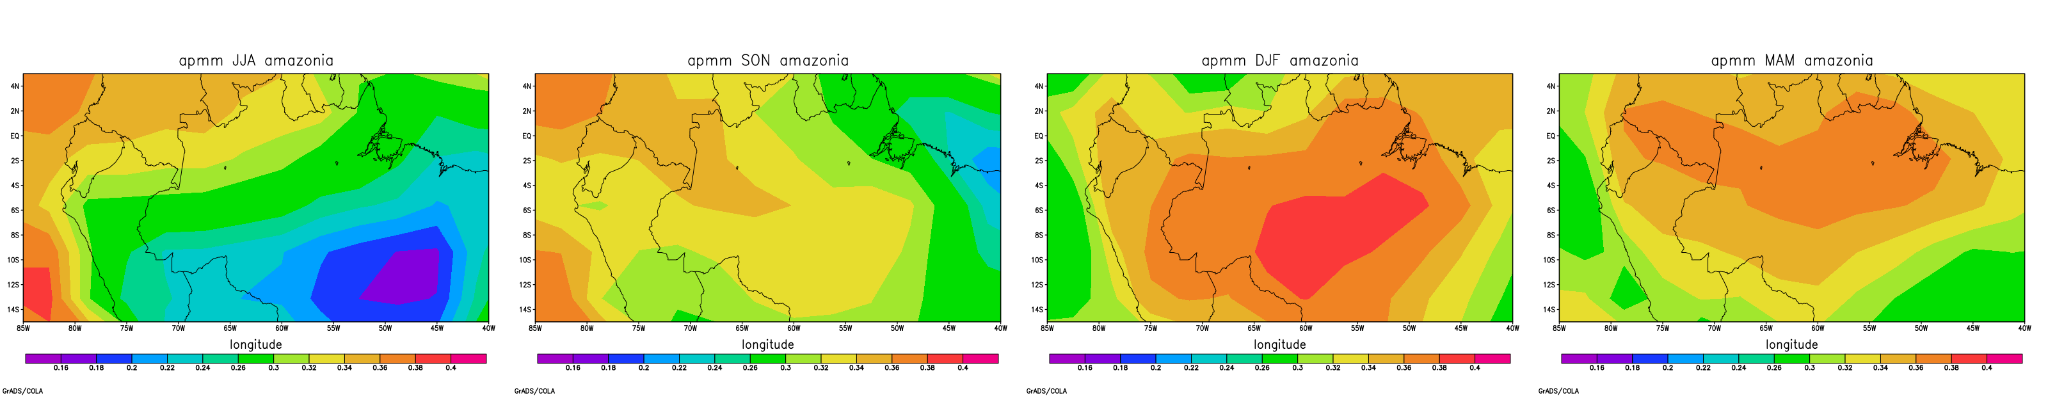 apmm JJA amazonia
4N
2N
EQ
2S
4S
6S
8S
10S
12S
14S
85W 80W 75W 70W 65W 60W 55W 50W 45W 40W
longitude
0.16 0.18 0.2 0.22 0.24 0.26 0.3 0.32 0.34 0.36 0.38 0.4
GrADS/COLA
apmm SON amazonia
4N
2N
EQ
2S
4S
6S
8S
10S
12S
14S
85W 80W 75W 70W 65W 60W 55W 50W 45W 40W
longitude
0.16 0.18 0.2 0.22 0.24 0.26 0.3 0.32 0.34 0.36 0.38 0.4
GrADS/COLA
apmm DJF amazonia
4N
2N
EQ
2S
4S
6S
8S
10S
12S
14S
85W 80W 75W 70W 65W 60W 55W 50W 45W 40W
longitude
0.16 0.18 0.2 0.22 0.24 0.26 0.3 0.32 0.34 0.36 0.38 0.4
GrADS/COLA
apmm MAM amazonia
4N
2N
EQ
2S
4S
6S
8S
10S
12S
14S
85W 80W 75W 70W 65W 60W 55W 50W 45W 40W
longitude
0.16 0.18 0.2 0.22 0.24 0.26 0.3 0.32 0.34 0.36 0.38 0.4
GrADS/COLA